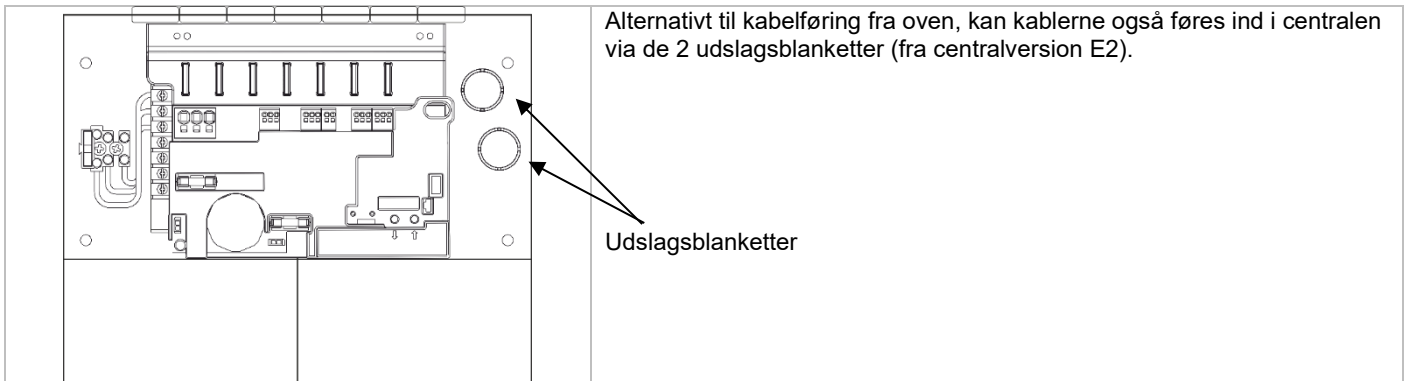 Alternativt til kabelføring fra oven, kan kablerne også føres ind i centralen
via de 2 udslagsblanketter (fra centralversion E2).
Udslagsblanketter